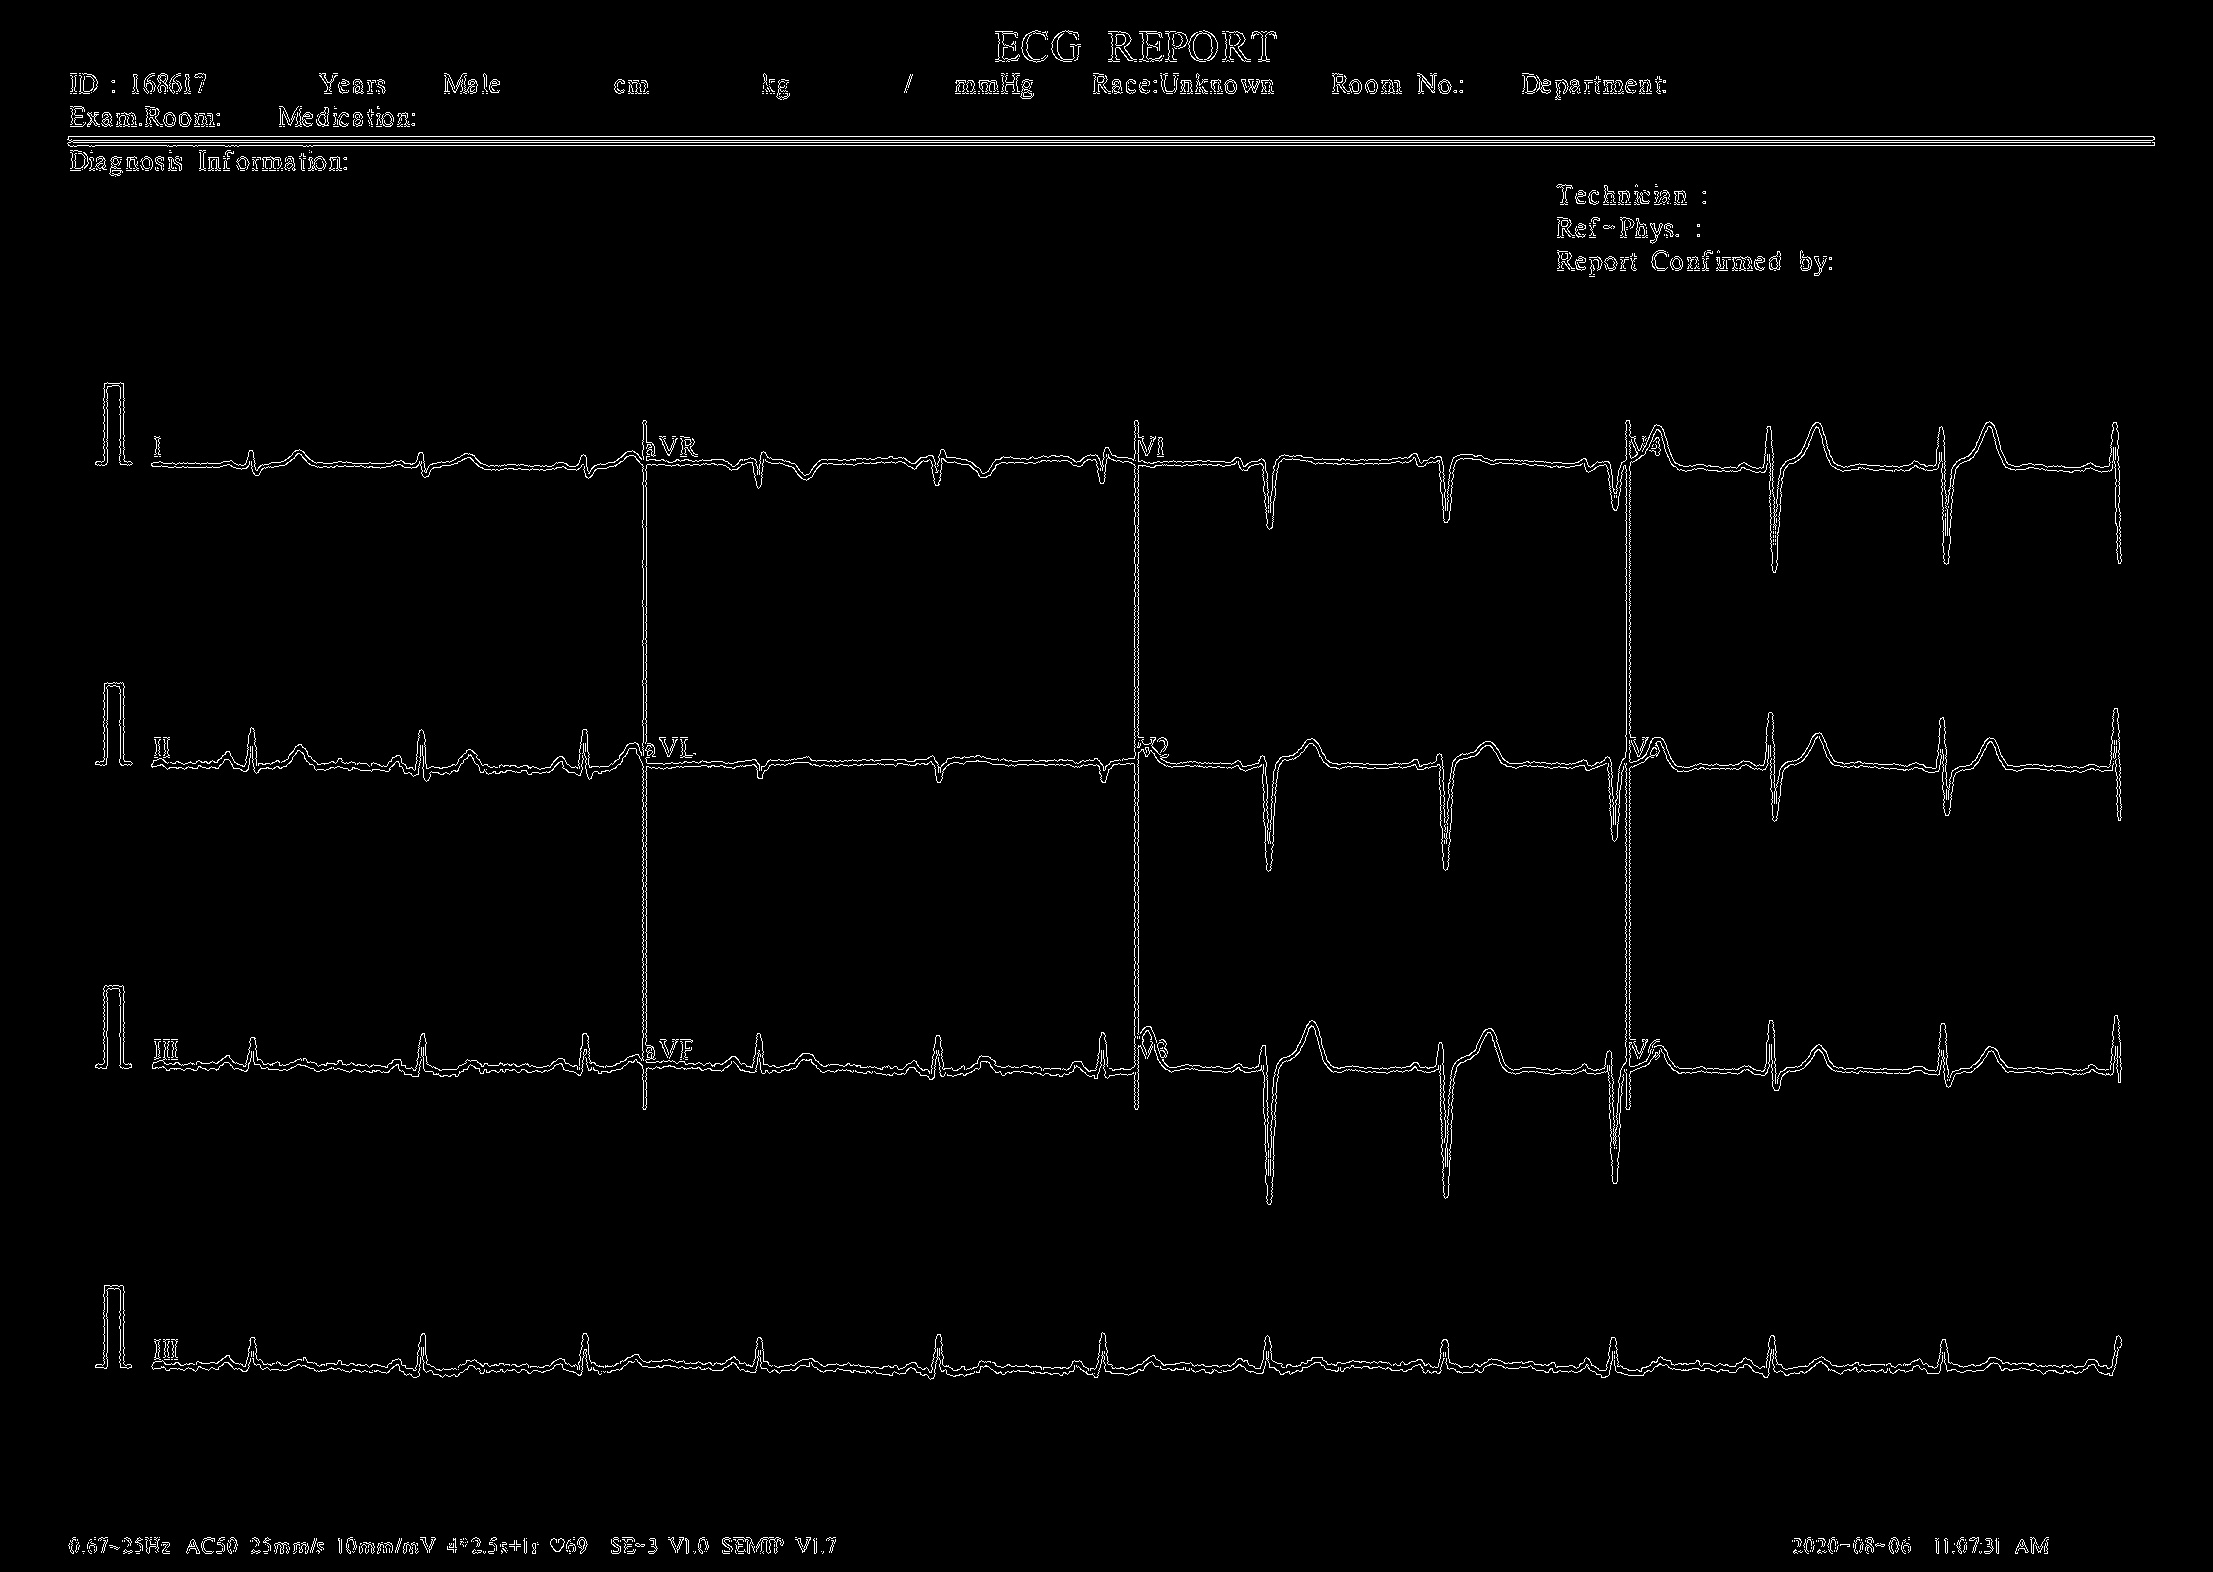 ECG REPORT
ID : 168617 Years Male cm kg / mmHg Race:Unknown Room No.: Department:
Exam.Room: Medication:
Diagnosis Information:
Technician :
Ref-Phys. :
Report Confirmed by:
I aVR V1 V4
II aVL V2 V5
III aVF V3 V6
III
0.67~25Hz AC50 25mm/s 10mm/mV 4*2.5s+1r ♡69 SE-3 V1.0 SEMIP V1.7
2020-08-06 11:07:31 AM